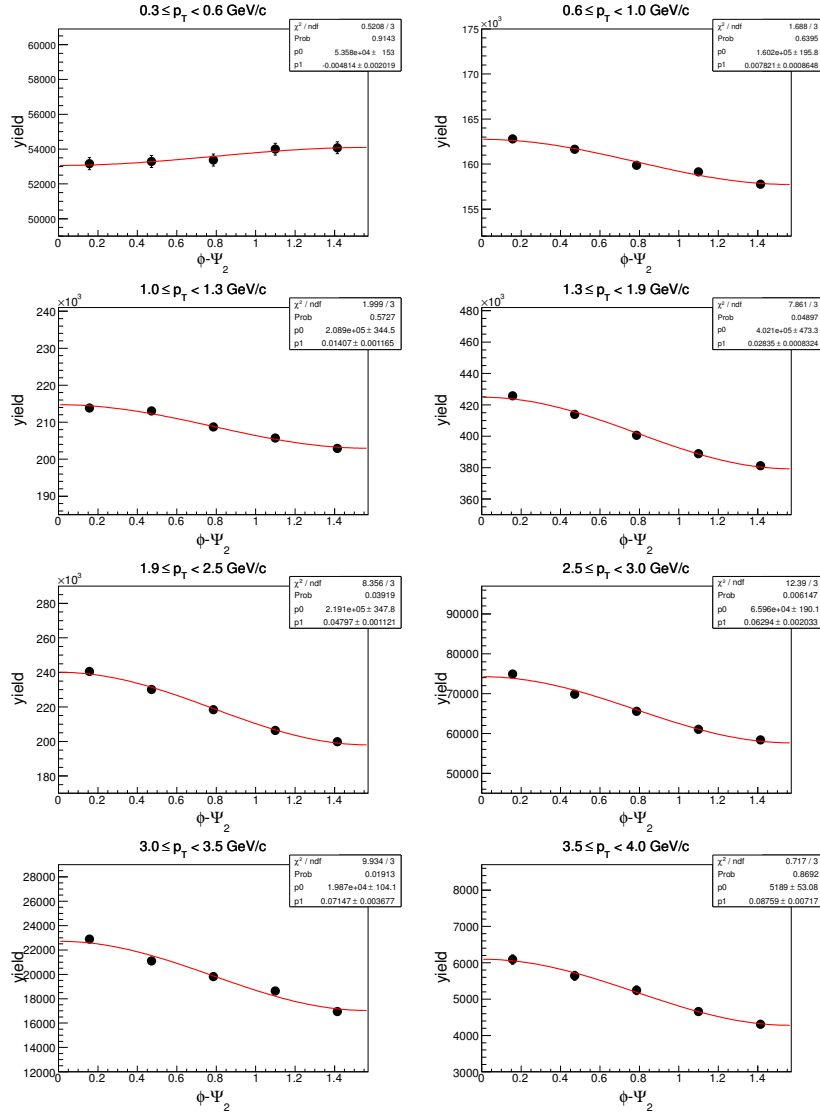 0.3 ≤ p_T < 0.6 GeV/c
χ² / ndf 0.5208 / 3
Prob 0.9143
p0 5.358e+04 ± 153
p1 -0.004814 ± 0.002019
yield
60000
58000
56000
54000
52000
50000
0 0.2 0.4 0.6 0.8 1 1.2 1.4
ϕ-Ψ_2
0.6 ≤ p_T < 1.0 GeV/c
×10³
χ² / ndf 1.688 / 3
Prob 0.6395
p0 1.602e+05 ± 195.8
p1 0.007821 ± 0.0008648
yield
175
170
165
160
155
0 0.2 0.4 0.6 0.8 1 1.2 1.4
ϕ-Ψ_2
1.0 ≤ p_T < 1.3 GeV/c
×10³
χ² / ndf 1.999 / 3
Prob 0.5727
p0 2.089e+05 ± 344.5
p1 0.01407 ± 0.001165
yield
240
230
220
210
200
190
0 0.2 0.4 0.6 0.8 1 1.2 1.4
ϕ-Ψ_2
1.3 ≤ p_T < 1.9 GeV/c
×10³
χ² / ndf 7.861 / 3
Prob 0.04897
p0 4.021e+05 ± 473.3
p1 0.02835 ± 0.0008324
yield
480
460
440
420
400
380
360
0 0.2 0.4 0.6 0.8 1 1.2 1.4
ϕ-Ψ_2
1.9 ≤ p_T < 2.5 GeV/c
×10³
χ² / ndf 8.356 / 3
Prob 0.03919
p0 2.191e+05 ± 347.8
p1 0.04797 ± 0.001121
yield
280
260
240
220
200
180
0 0.2 0.4 0.6 0.8 1 1.2 1.4
ϕ-Ψ_2
2.5 ≤ p_T < 3.0 GeV/c
χ² / ndf 12.39 / 3
Prob 0.006147
p0 6.596e+04 ± 190.1
p1 0.06294 ± 0.002033
yield
90000
80000
70000
60000
50000
0 0.2 0.4 0.6 0.8 1 1.2 1.4
ϕ-Ψ_2
3.0 ≤ p_T < 3.5 GeV/c
χ² / ndf 9.934 / 3
Prob 0.01913
p0 1.987e+04 ± 104.1
p1 0.07147 ± 0.003677
yield
28000
26000
24000
22000
20000
18000
16000
14000
12000
0 0.2 0.4 0.6 0.8 1 1.2 1.4
ϕ-Ψ_2
3.5 ≤ p_T < 4.0 GeV/c
χ² / ndf 0.717 / 3
Prob 0.8692
p0 5189 ± 53.08
p1 0.08759 ± 0.00717
yield
8000
7000
6000
5000
4000
3000
0 0.2 0.4 0.6 0.8 1 1.2 1.4
ϕ-Ψ_2